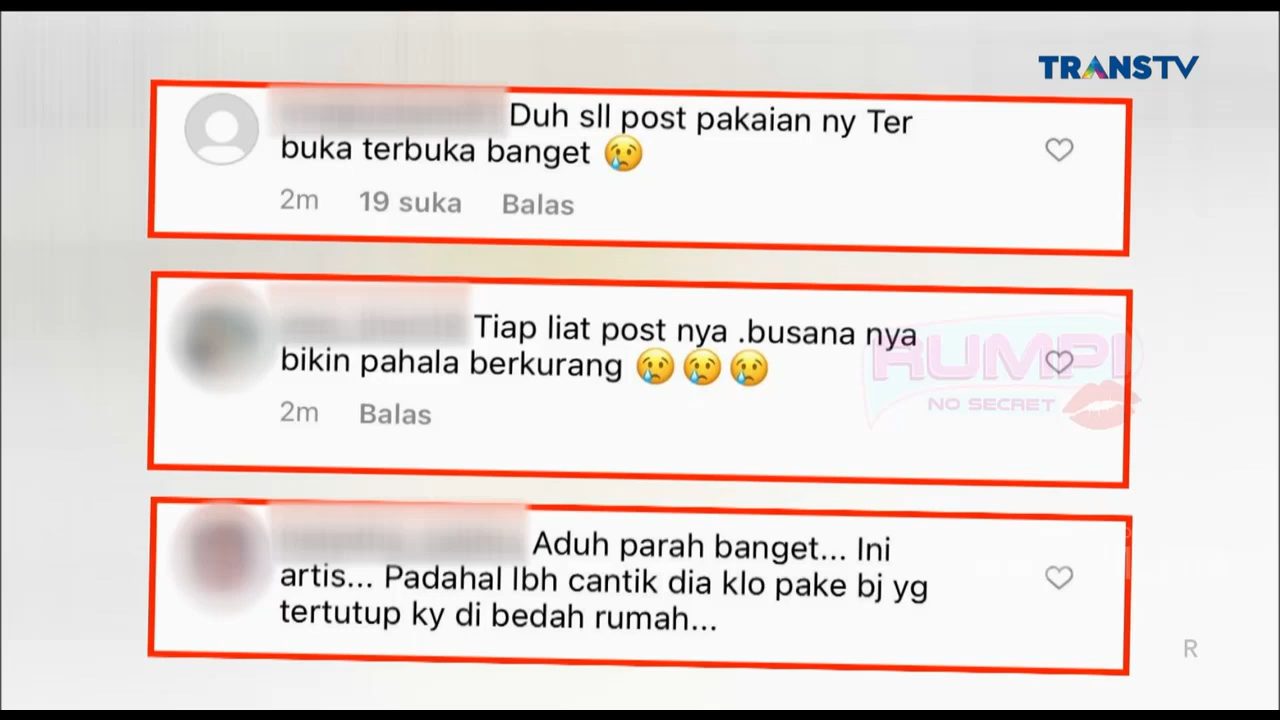 TRANSTV
Duh sll post pakaian ny Ter
buka terbuka banget 😢
2m 19 suka Balas
Tiap liat post nya .busana nya
bikin pahala berkurang 😢😢😢
2m Balas
RUMPI
NO SECRET
Aduh parah banget... Ini
artis... Padahal lbh cantik dia klo pake bj yg
tertutup ky di bedah rumah...
R